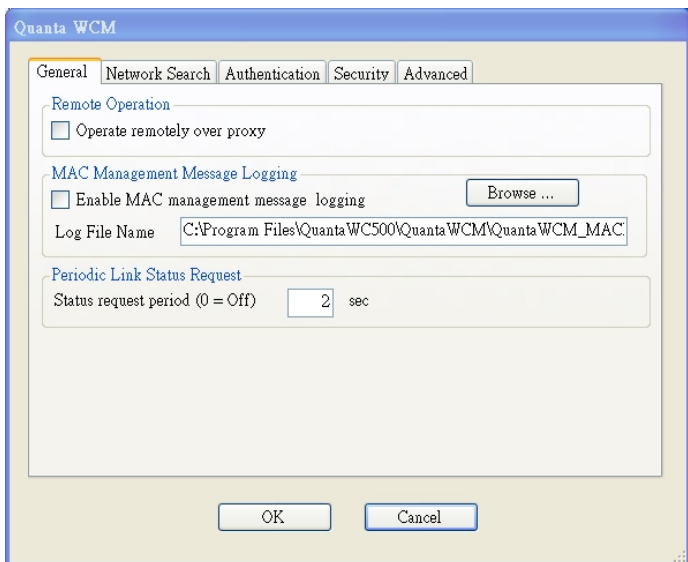 Quanta WCM
General Network Search Authentication Security Advanced
Remote Operation
Operate remotely over proxy
MAC Management Message Logging
Enable MAC management message logging
Browse ...
Log File Name C:\Program Files\QuantaWC500\QuantaWCM\QuantaWCM_MAC
Periodic Link Status Request
Status request period (0 = Off) 2 sec
OK Cancel